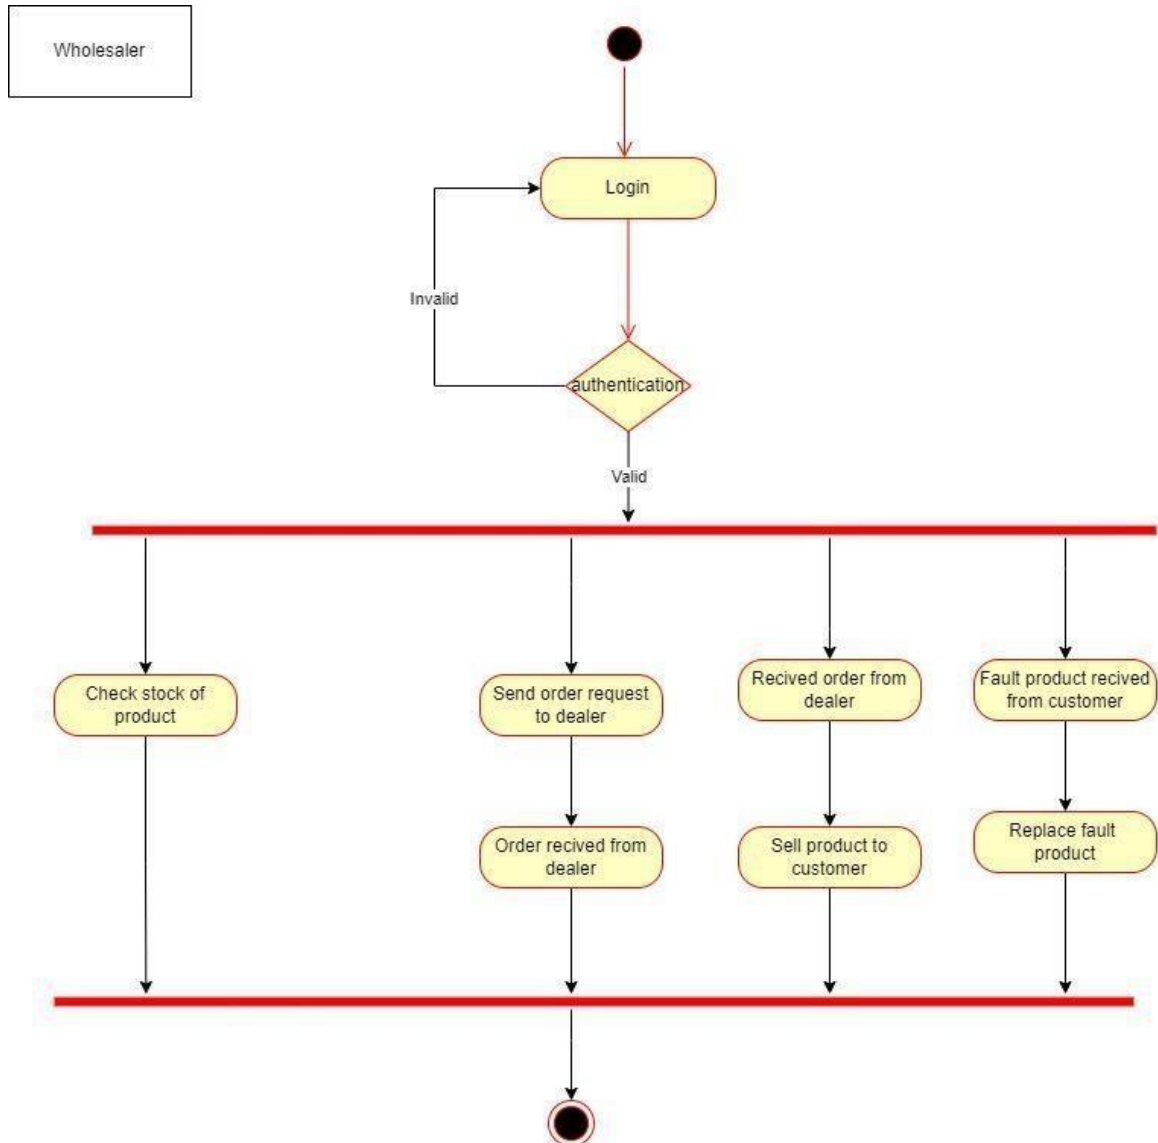 Wholesaler
Login
Invalid
authentication
Valid
Check stock of
product
Send order request
to dealer
Recived order from
dealer
Fault product recived
from customer
Order recived from
dealer
Sell product to
customer
Replace fault
product